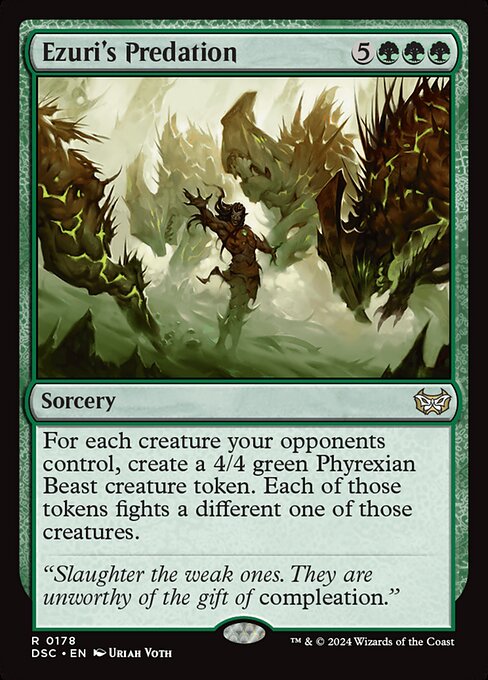 Ezuri's Predation 5
Sorcery
For each creature your opponents
control, create a 4/4 green Phyrexian
Beast creature token. Each of those
tokens fights a different one of those
creatures.
“Slaughter the weak ones. They are
unworthy of the gift of compleation.”
R 0178
DSC • EN Uriah Voth
™ & © 2024 Wizards of the Coast